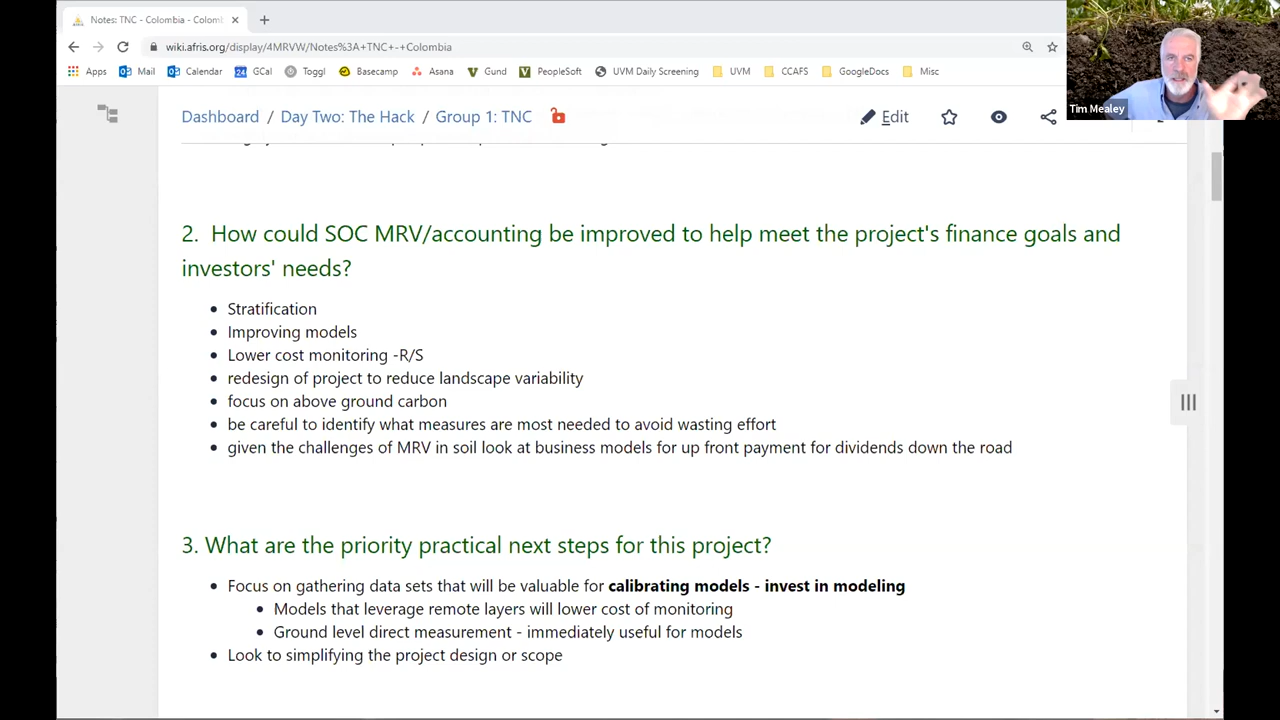 Notes: TNC - Colombia - Colomb
wiki.afris.org/display/4MRVW/Notes%3A+TNC+-+Colombia
Apps Mail Calendar GCal Toggl Basecamp Asana Gund PeopleSoft UVM Daily Screening UVM CCAFS GoogleDocs Misc
Tim Mealey
Dashboard / Day Two: The Hack / Group 1: TNC Edit
2. How could SOC MRV/accounting be improved to help meet the project's finance goals and
investors' needs?
• Stratification
• Improving models
• Lower cost monitoring -R/S
• redesign of project to reduce landscape variability
• focus on above ground carbon
• be careful to identify what measures are most needed to avoid wasting effort
• given the challenges of MRV in soil look at business models for up front payment for dividends down the road
3. What are the priority practical next steps for this project?
• Focus on gathering data sets that will be valuable for calibrating models - invest in modeling
• Models that leverage remote layers will lower cost of monitoring
• Ground level direct measurement - immediately useful for models
• Look to simplifying the project design or scope